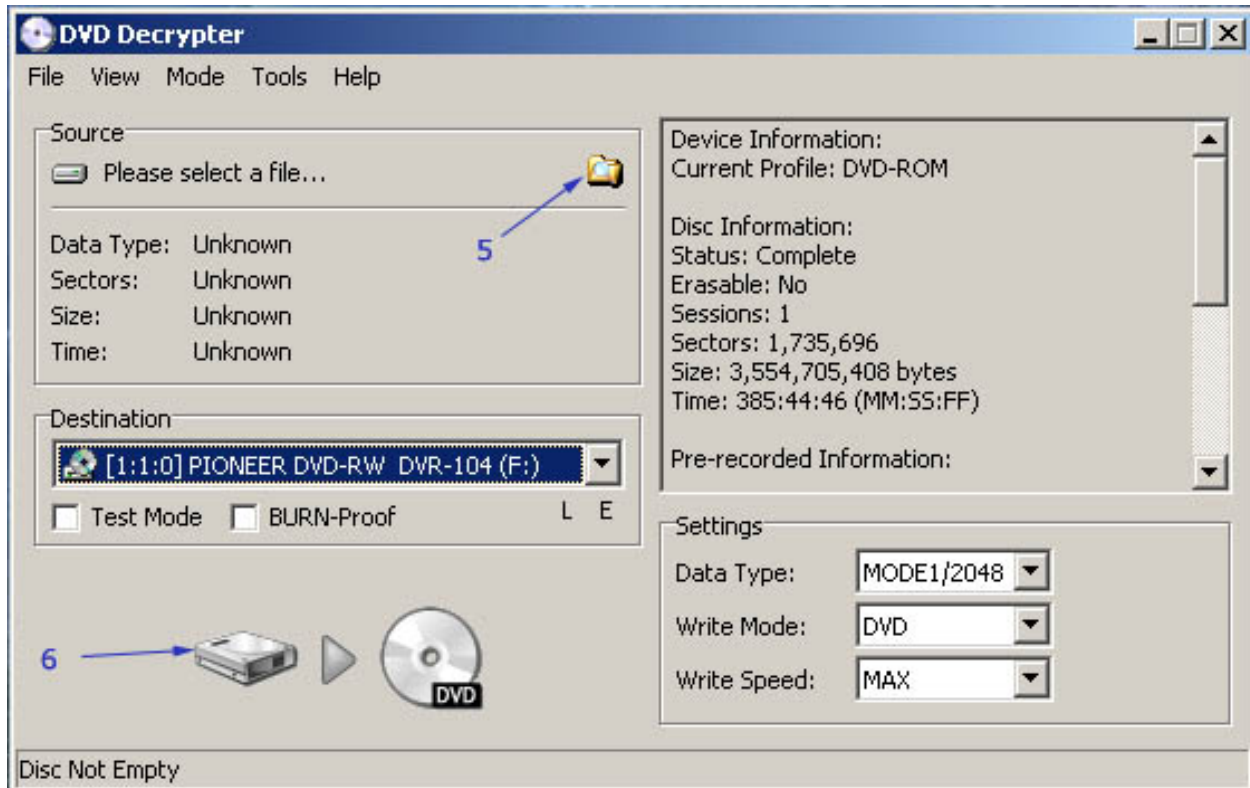 DVD Decrypter
File View Mode Tools Help
Source
Please select a file...
5
Data Type: Unknown
Sectors: Unknown
Size: Unknown
Time: Unknown
Destination
[1:1:0] PIONEER DVD-RW DVR-104 (F:)
Test Mode BURN-Proof L E
6
DVD
Device Information:
Current Profile: DVD-ROM
Disc Information:
Status: Complete
Erasable: No
Sessions: 1
Sectors: 1,735,696
Size: 3,554,705,408 bytes
Time: 385:44:46 (MM:SS:FF)
Pre-recorded Information:
Settings
Data Type: MODE1/2048
Write Mode: DVD
Write Speed: MAX
Disc Not Empty